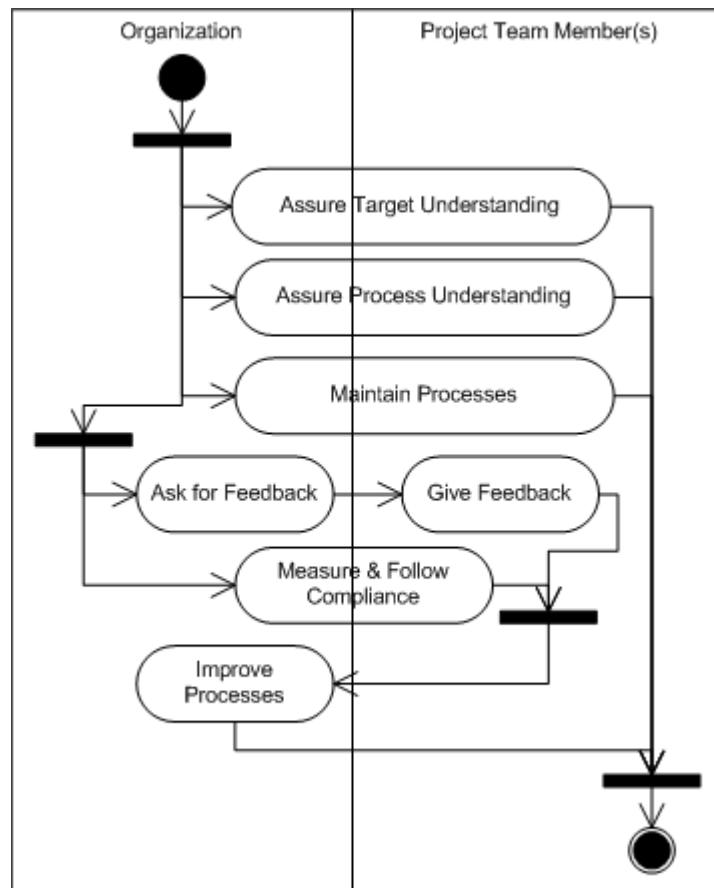 Organization
Project Team Member(s)
Assure Target Understanding
Assure Process Understanding
Maintain Processes
Ask for Feedback
Give Feedback
Measure & Follow
Compliance
Improve
Processes